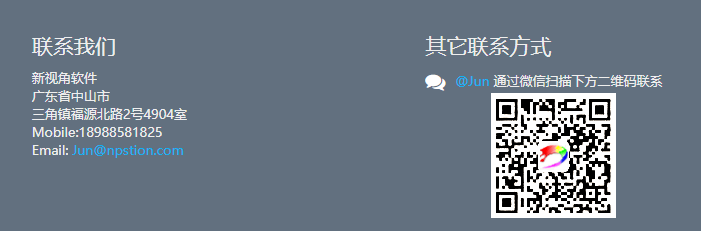 联系我们
新视角软件
广东省中山市
三角镇福源北路2号4904室
Mobile:18988581825
Email: Jun@npstion.com
其它联系方式
@Jun 通过微信扫描下方二维码联系